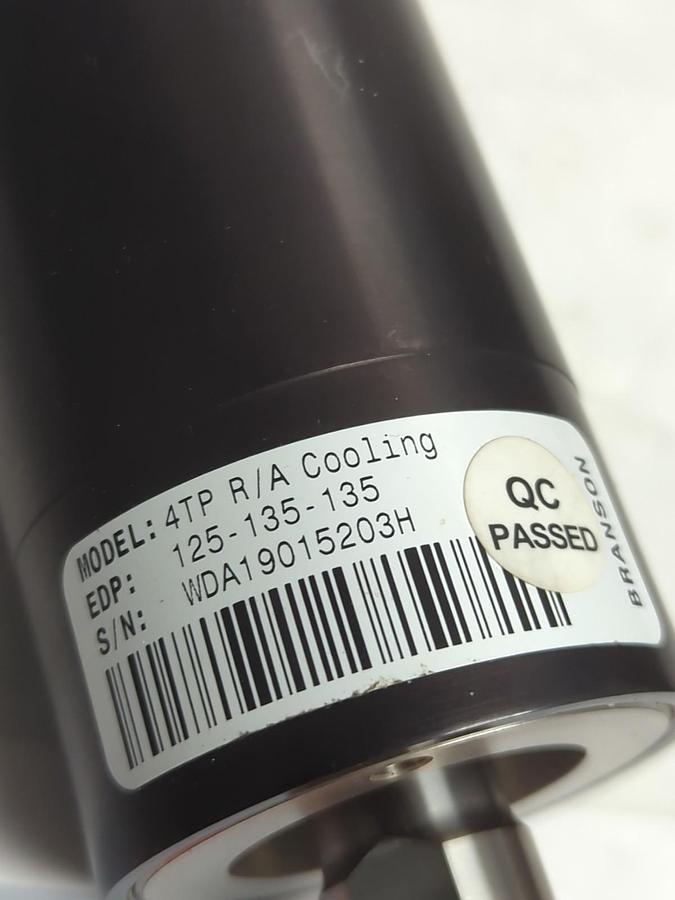 MODEL: 4TP R/A Cooling
EDP: 125-135-135
S/N: WDA19015203H
QC
PASSED
BRANSON